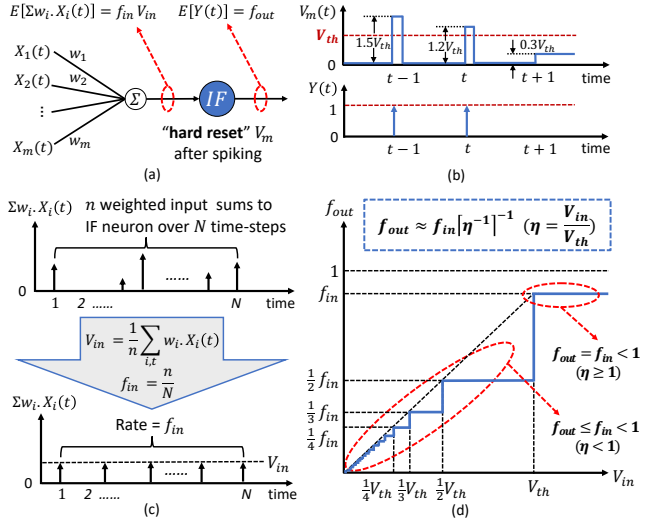 E[Σw_i.X_i(t)] = f_in V_in
E[Y(t)] = f_out
X_1(t)
w_1
X_2(t)
w_2
⋮
X_m(t)
w_m
Σ
IF
"hard reset" V_m
after spiking
(a)
V_m(t)
V_th
1.5V_th
1.2V_th
0.3V_th
0
t − 1
t
t + 1
time
Y(t)
1
0
t − 1
t
t + 1
time
(b)
Σw_i.X_i(t)
n weighted input sums to
IF neuron over N time-steps
......
0
1 2 ...... N time
V_in = 1/n ∑_{i,t} w_i.X_i(t)
f_in = n/N
Σw_i.X_i(t)
Rate = f_in
V_in
......
0
1 2 ...... ...... N time
(c)
f_out
f_out ≈ f_in⌈η^−1⌉^−1 (η = V_in/V_th)
1
f_in
1/2 f_in
1/3 f_in
1/4 f_in
0
f_out = f_in < 1
(η ≥ 1)
f_out ≤ f_in < 1
(η < 1)
1/4 V_th 1/3 V_th 1/2 V_th V_th V_in
(d)